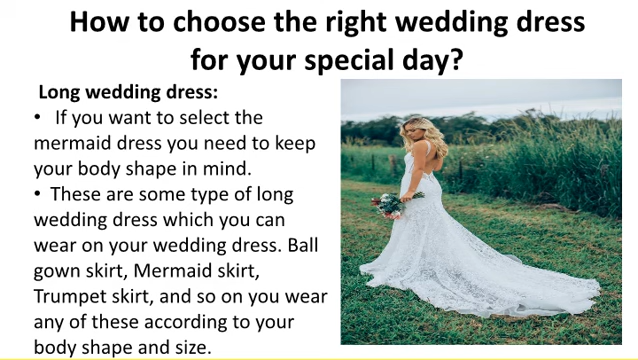 How to choose the right wedding dress
for your special day?
Long wedding dress:
• If you want to select the
mermaid dress you need to keep
your body shape in mind.
• These are some type of long
wedding dress which you can
wear on your wedding dress. Ball
gown skirt, Mermaid skirt,
Trumpet skirt, and so on you wear
any of these according to your
body shape and size.